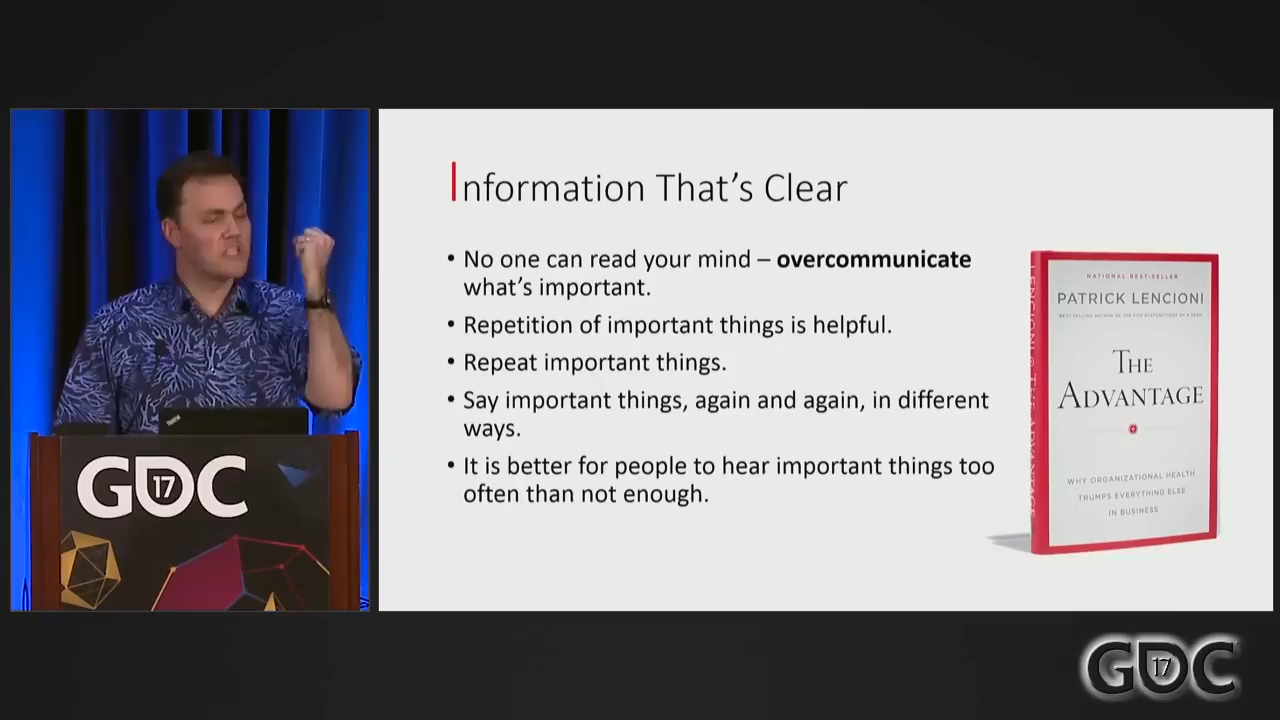 Information That's Clear
• No one can read your mind – overcommunicate
what's important.
• Repetition of important things is helpful.
• Repeat important things.
• Say important things, again and again, in different
ways.
• It is better for people to hear important things too
often than not enough.
NATIONAL BEST-SELLER
PATRICK LENCIONI
BEST-SELLING AUTHOR OF THE FIVE DYSFUNCTIONS OF A TEAM
THE
ADVANTAGE
WHY ORGANIZATIONAL HEALTH
TRUMPS EVERYTHING ELSE
IN BUSINESS
LENCIONI THE ADVANTAGE
ThinkPad
GDC 17
GDC 17